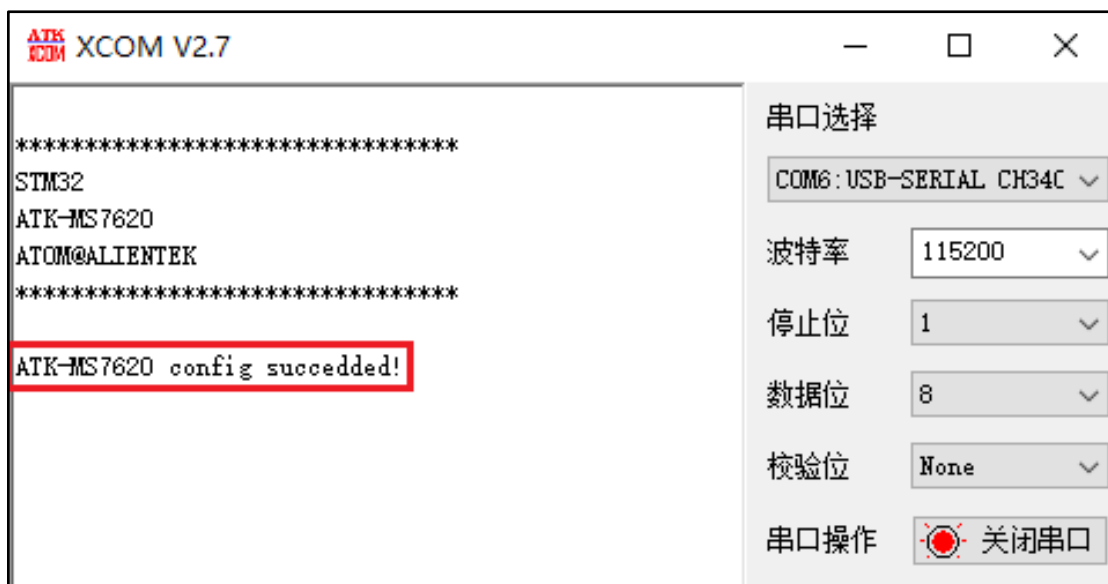 ATK XCOM XCOM V2.7
*********************************
STM32
ATK-MS7620
ATOM@ALIENTEK
*********************************
ATK-MS7620 config succedded!
串口选择
COM6:USB-SERIAL CH340
波特率 115200
停止位 1
数据位 8
校验位 None
串口操作 关闭串口